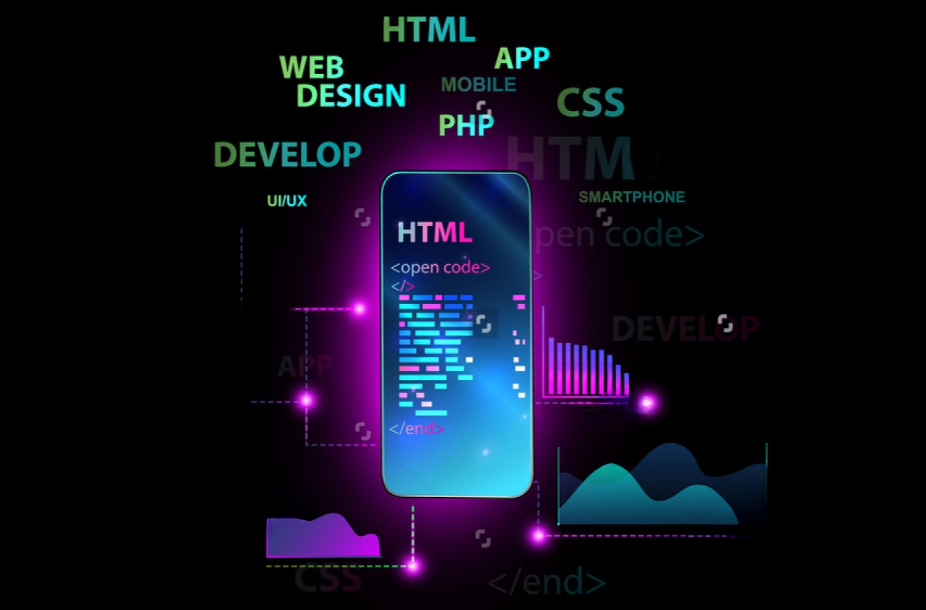 HTML
APP
WEB
DESIGN
MOBILE
CSS
PHP
HTM
DEVELOP
SMARTPHONE
UI/UX
HTML
pen code>
<open code>
</>
>
DEVELOP
APP
</end>
CSS
</end>